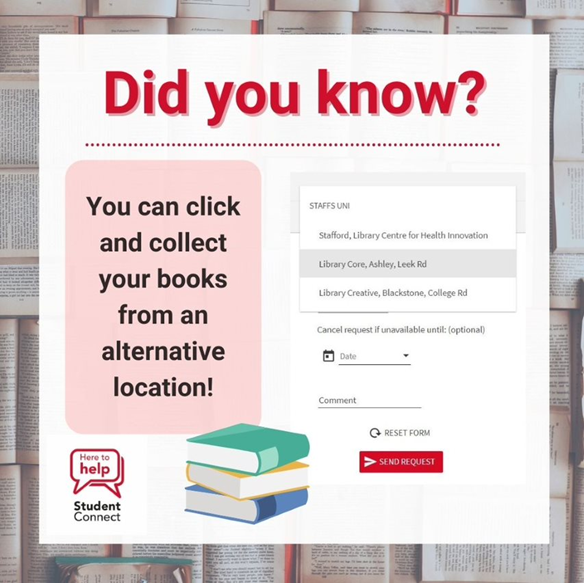 Did you know?
You can click
and collect
your books
from an
alternative
location!
STAFFS UNI
Stafford, Library Centre for Health Innovation
Library Core, Ashley, Leek Rd
Library Creative, Blackstone, College Rd
Cancel request if unavailable until: (optional)
Date
Comment
RESET FORM
SEND REQUEST
Here to
help
Student
Connect